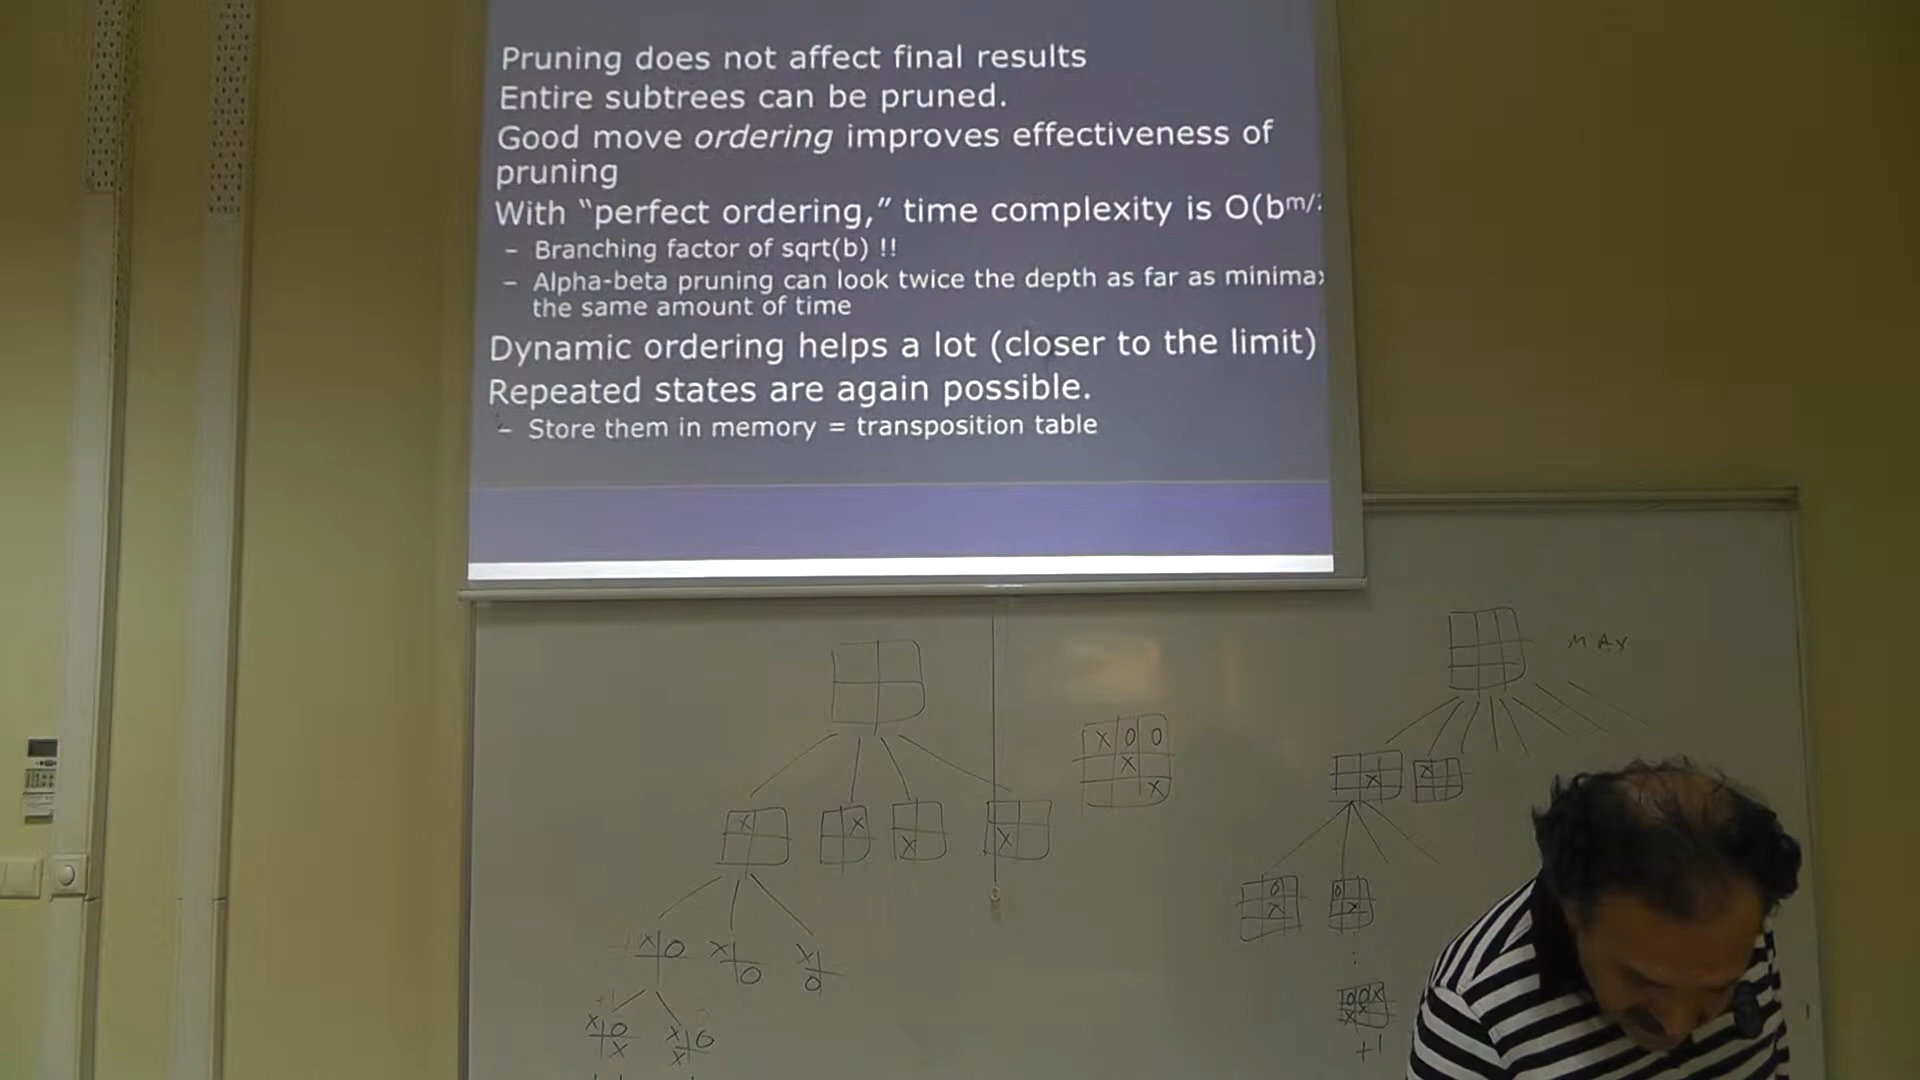 Pruning does not affect final results
Entire subtrees can be pruned.
Good move ordering improves effectiveness of
pruning
With “perfect ordering,” time complexity is O(b^m/
– Branching factor of sqrt(b) !!
– Alpha-beta pruning can look twice the depth as far as minimax
the same amount of time
Dynamic ordering helps a lot (closer to the limit)
Repeated states are again possible.
– Store them in memory = transposition table
MAX
X O O
X
X
X
X
X
X
X
X
O
X
O
X
X O
X
O
X
O
X O
X
X O
X
+1